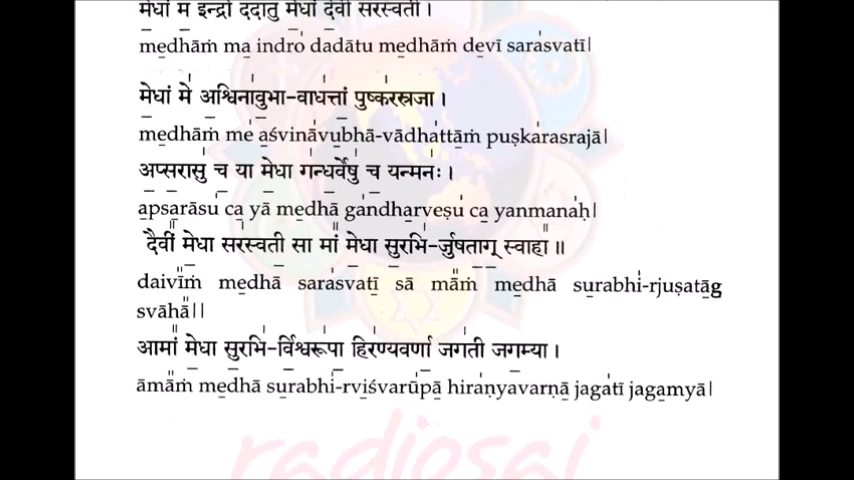 मेधां म इन्द्रो ददातु मेधां देवी सरस्वती ।
medhāṁ ma indro dadātu medhāṁ devī sarasvatī|
मेधां मे अश्विनावुभा-वाधत्तां पुष्करस्रजा ।
medhāṁ me aśvināvubhā-vādhattāṁ puṣkarasrajā|
अप्सरासु च या मेधा गन्धर्वेषु च यन्मनः ।
apsarāsu ca yā medhā gandharveṣu ca yanmanaḥ|
दैवीं मेधा सरस्वती सा मां मेधा सुरभि-र्जुषताग् स्वाहा ॥
daivīṁ medhā sarasvatī sā māṁ medhā surabhi-rjuṣatāg
svāhā||
आमां मेधा सुरभि-र्विश्वरूपा हिरण्यवर्णा जगती जगम्या ।
āmāṁ medhā surabhi-rviśvarūpā hiraṇyavarṇā jagatī jagamyā|
radiosai